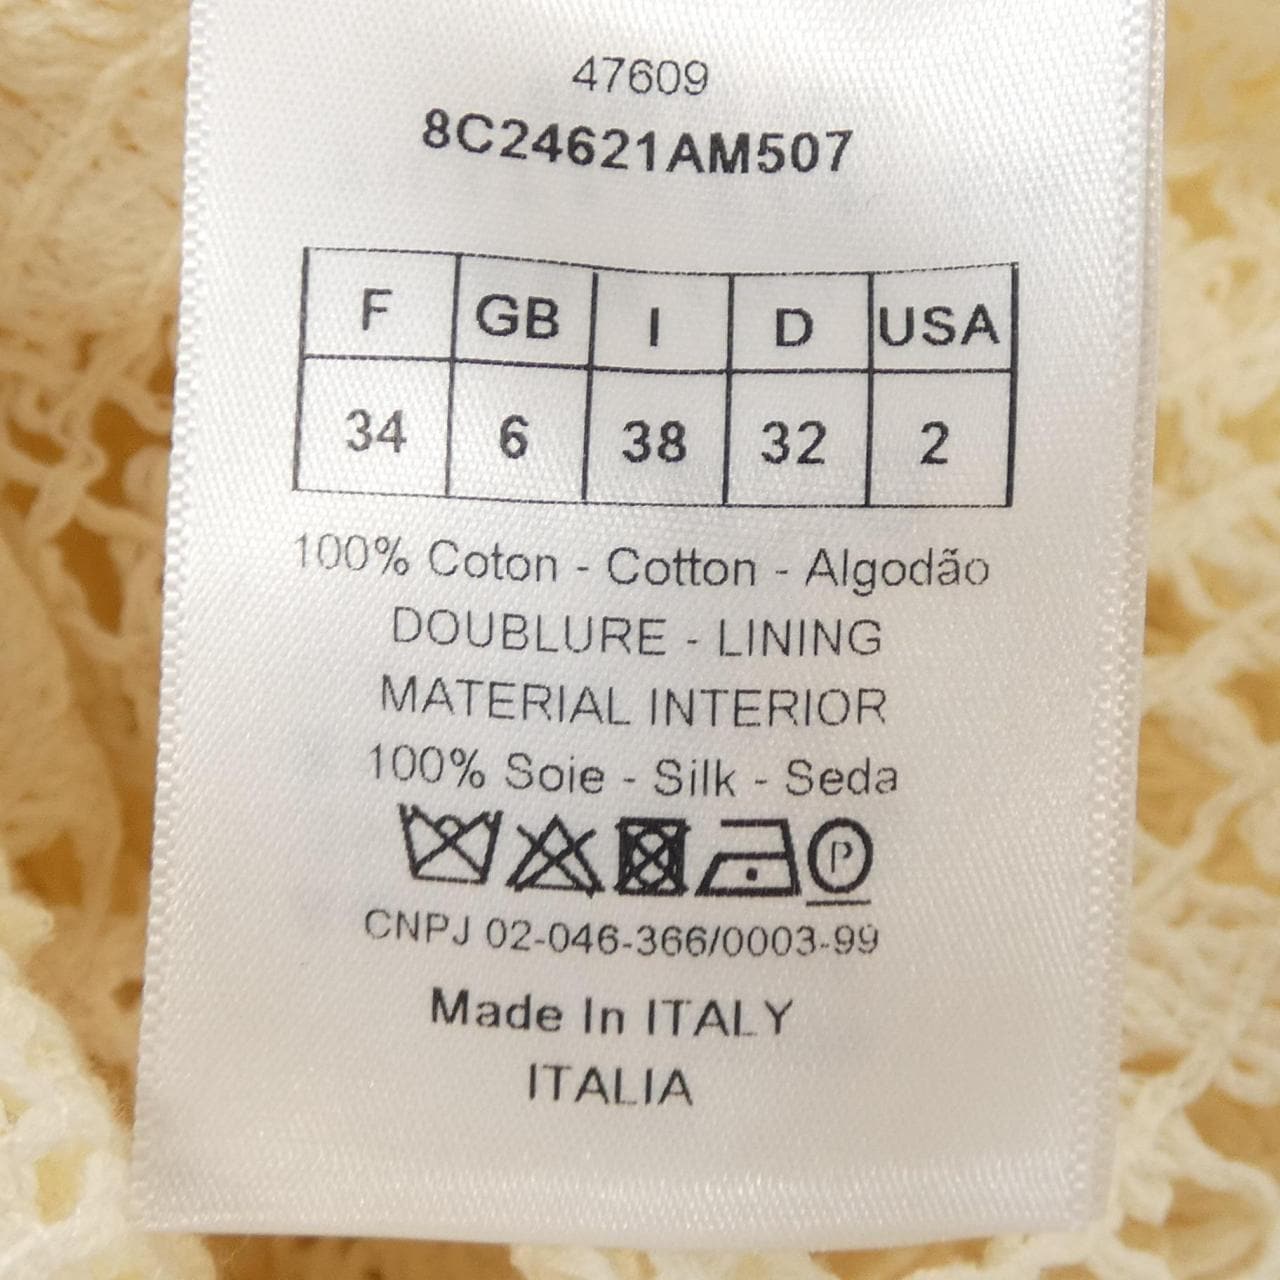 47609
8C24621AM507
F GB I D USA
34 6 38 32 2
100% Coton - Cotton - Algodão
DOUBLURE - LINING
MATERIAL INTERIOR
100% Soie - Silk - Seda
P
CNPJ 02-046-366/0003-99
Made In ITALY
ITALIA